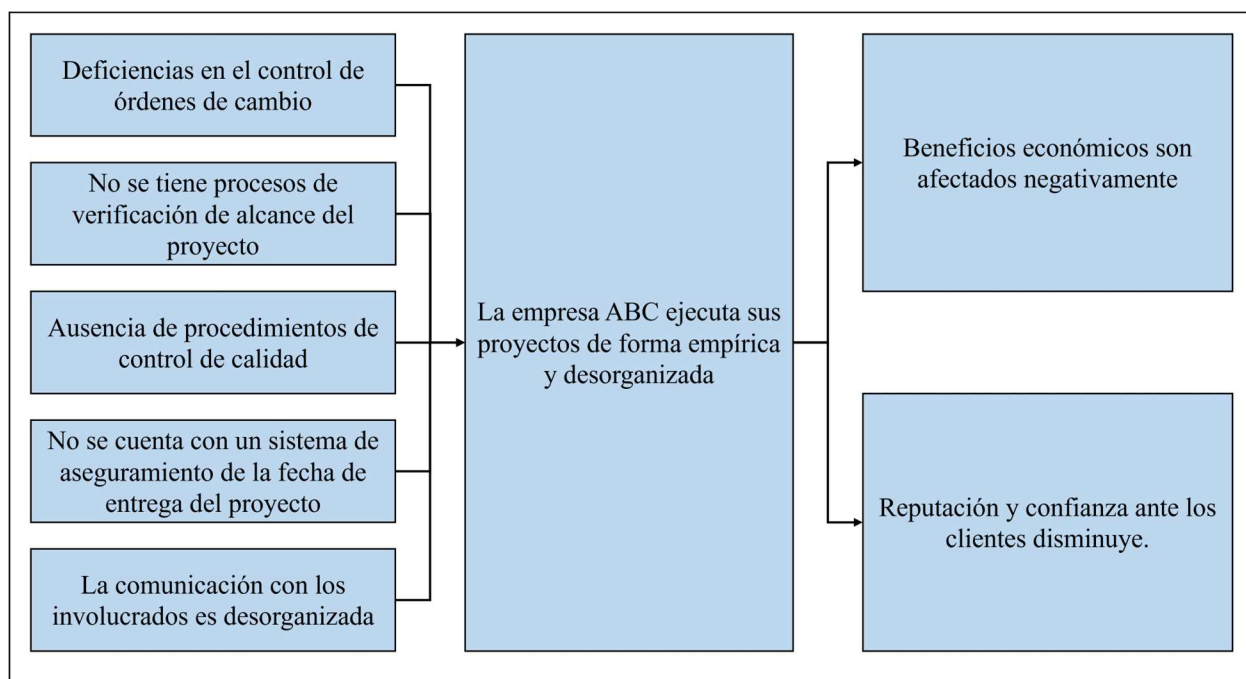 Deficiencias en el control de
órdenes de cambio
No se tiene procesos de
verificación de alcance del
proyecto
Ausencia de procedimientos de
control de calidad
No se cuenta con un sistema de
aseguramiento de la fecha de
entrega del proyecto
La comunicación con los
involucrados es desorganizada
La empresa ABC ejecuta sus
proyectos de forma empírica
y desorganizada
Beneficios económicos son
afectados negativamente
Reputación y confianza ante los
clientes disminuye.